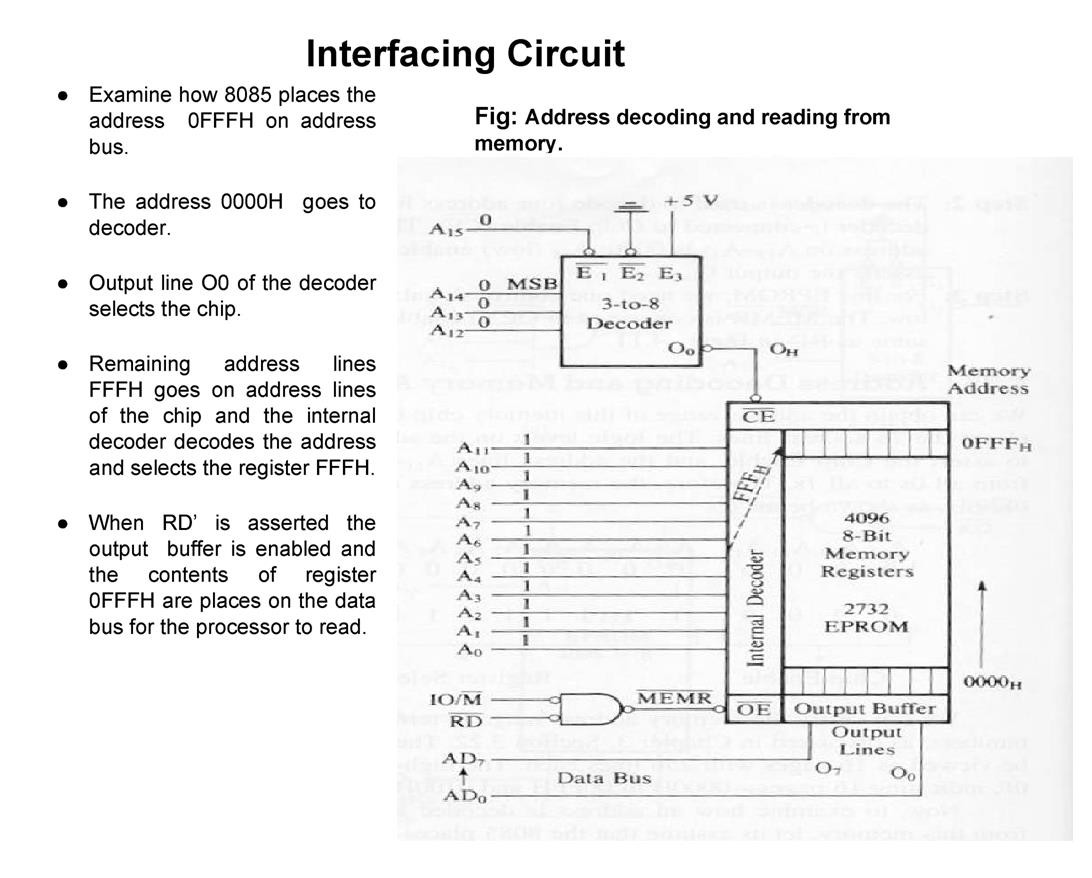 Interfacing Circuit
● Examine how 8085 places the
address 0FFFH on address
bus.
● The address 0000H goes to
decoder.
● Output line O0 of the decoder
selects the chip.
● Remaining address lines
FFFH goes on address lines
of the chip and the internal
decoder decodes the address
and selects the register FFFH.
● When RD’ is asserted the
output buffer is enabled and
the contents of register
0FFFH are places on the data
bus for the processor to read.
Fig: Address decoding and reading from
memory.
+5 V
A15 0
E1 E2 E3
A14 0 MSB
A13 0
A12 0
3-to-8
Decoder
O0
0H
Memory
Address
CE
0FFFH
A11 1
A10 1
A9 1
A8 1
A7 1
A6 1
A5 1
A4 1
A3 1
A2 1
A1 1
A0 1
FFFH
Internal Decoder
4096
8-Bit
Memory
Registers
2732
EPROM
0000H
IO/M
RD
MEMR
OE
Output Buffer
Output
Lines
O7 O0
AD7
AD0
Data Bus